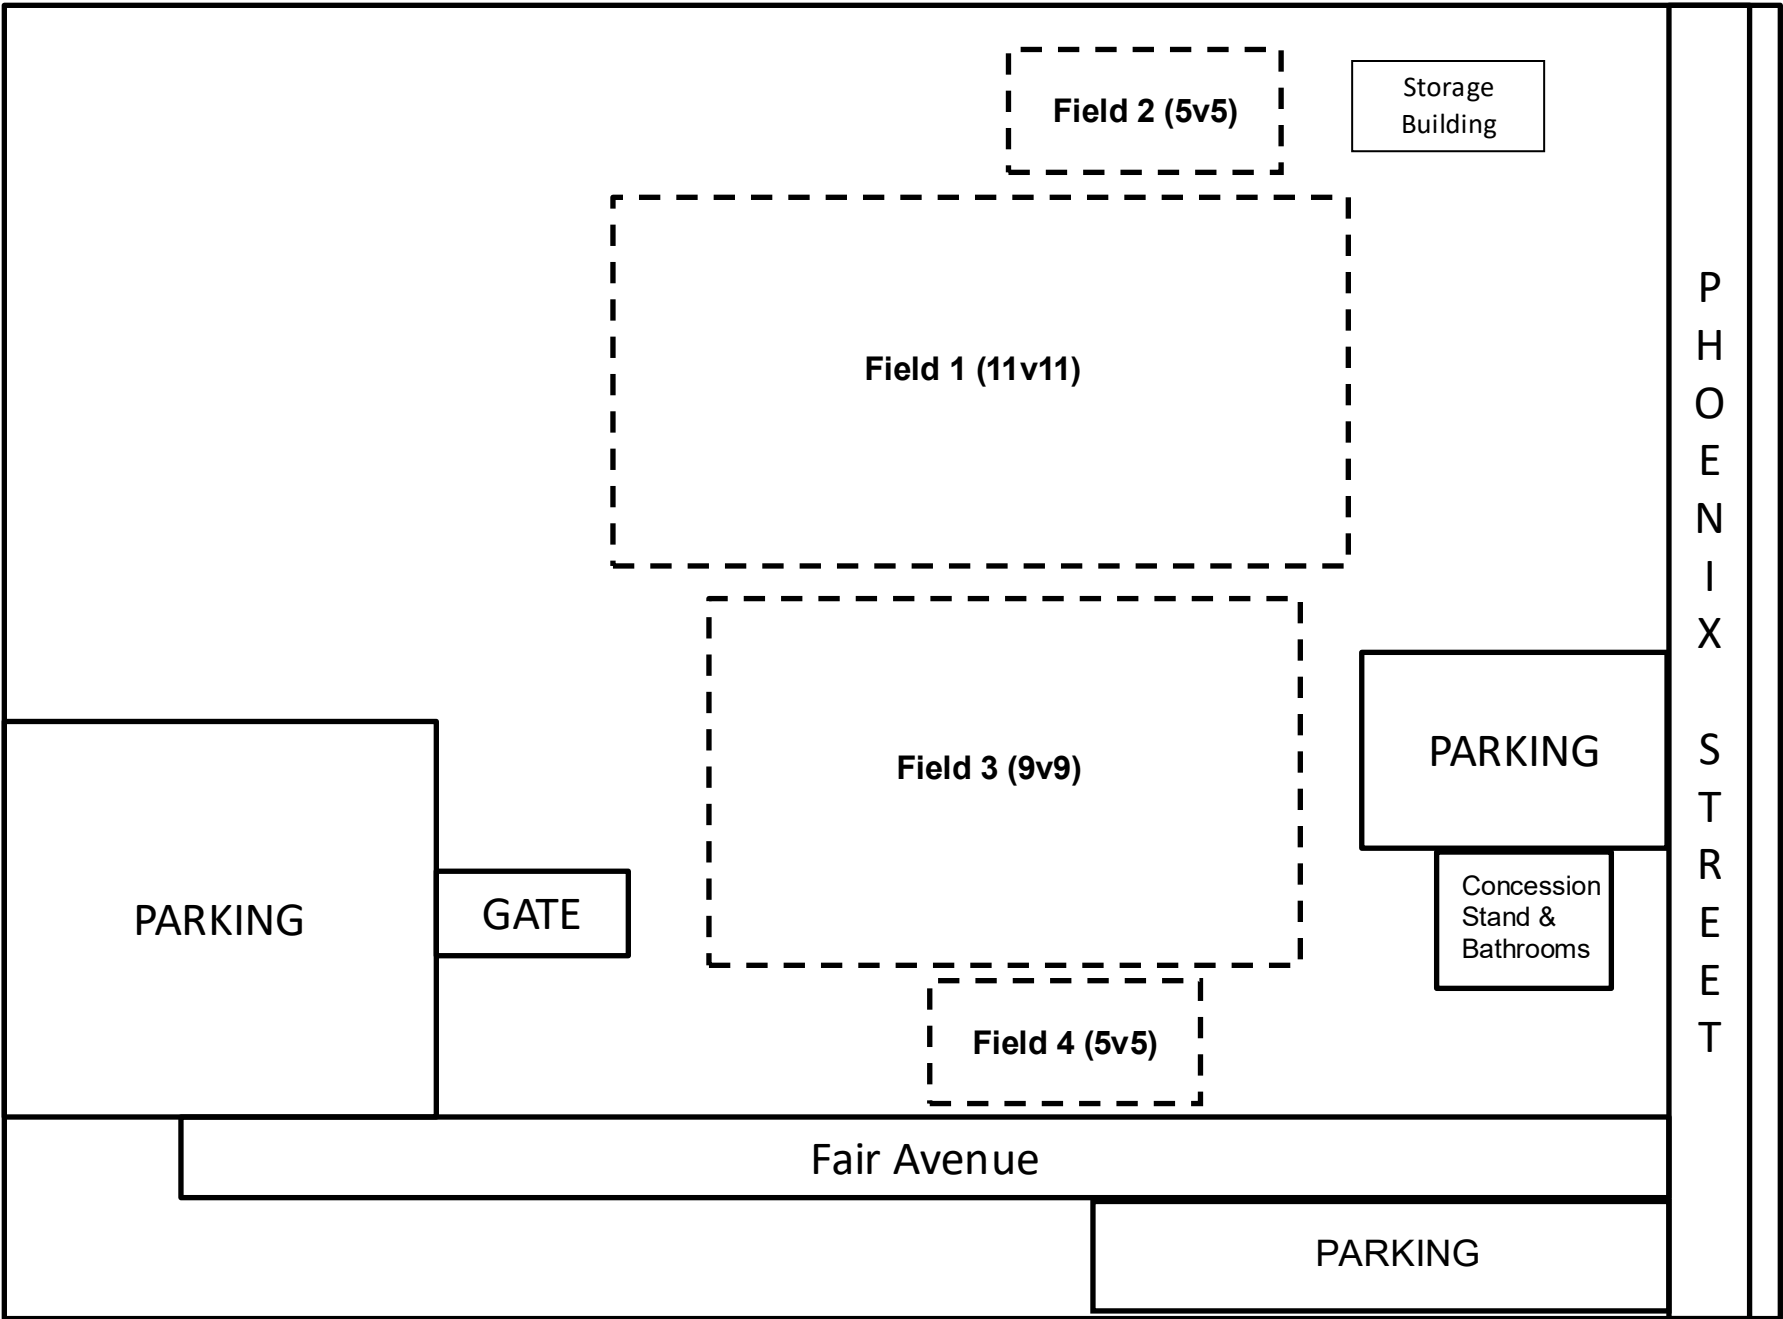 Field 2 (5v5)
Storage
Building
Field 1 (11v11)
PHOENIX STREET
Field 3 (9v9)
PARKING
PARKING
GATE
Concession
Stand &
Bathrooms
Field 4 (5v5)
Fair Avenue
PARKING